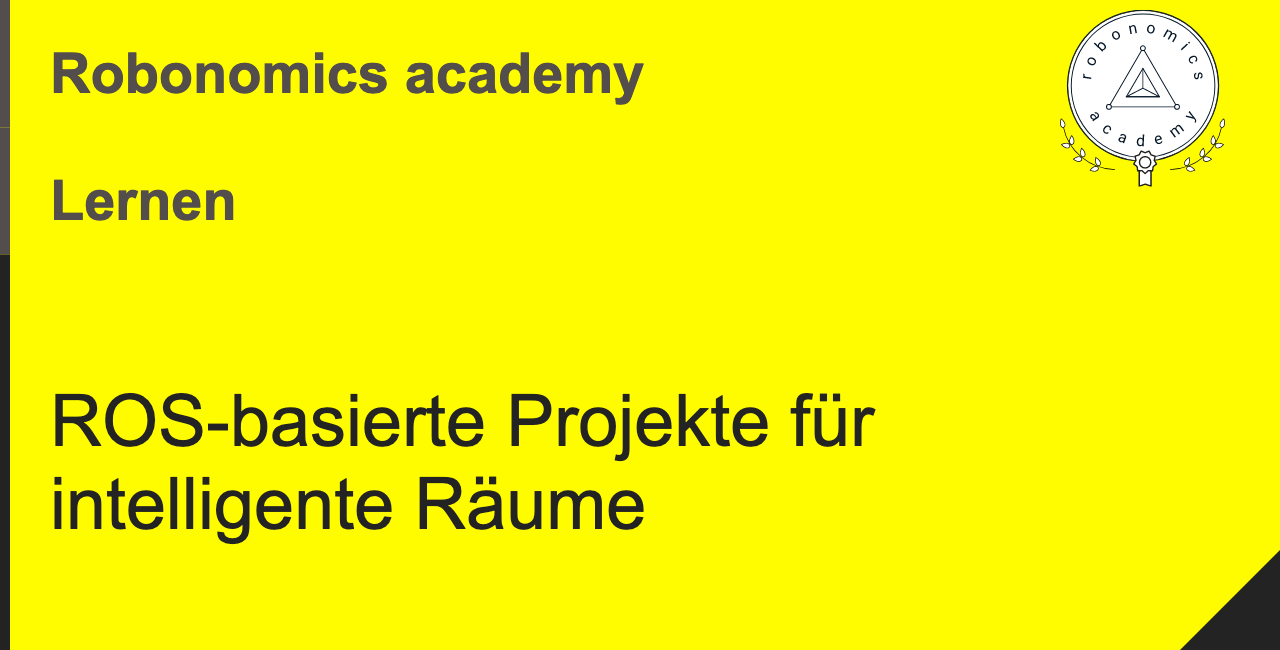 Robonomics academy
robonomics
academy
Lernen
ROS-basierte Projekte für
intelligente Räume